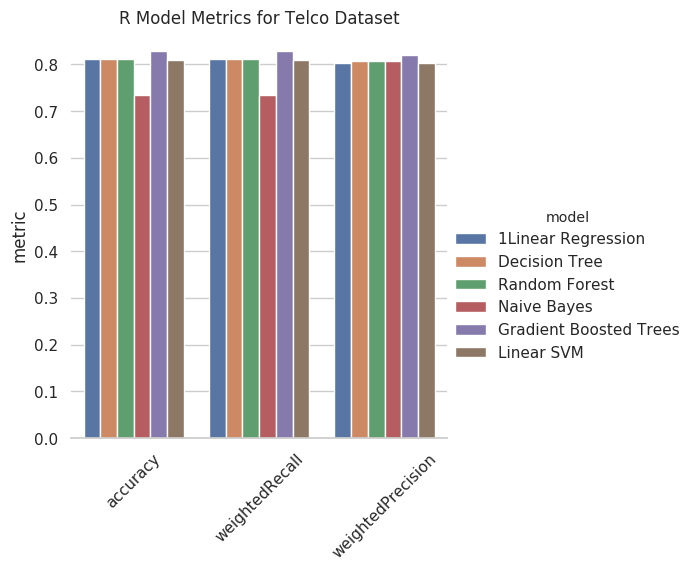 R Model Metrics for Telco Dataset
metric
0.8
0.7
0.6
0.5
0.4
0.3
0.2
0.1
0.0
accuracy
weightedRecall
weightedPrecision
model
1Linear Regression
Decision Tree
Random Forest
Naive Bayes
Gradient Boosted Trees
Linear SVM